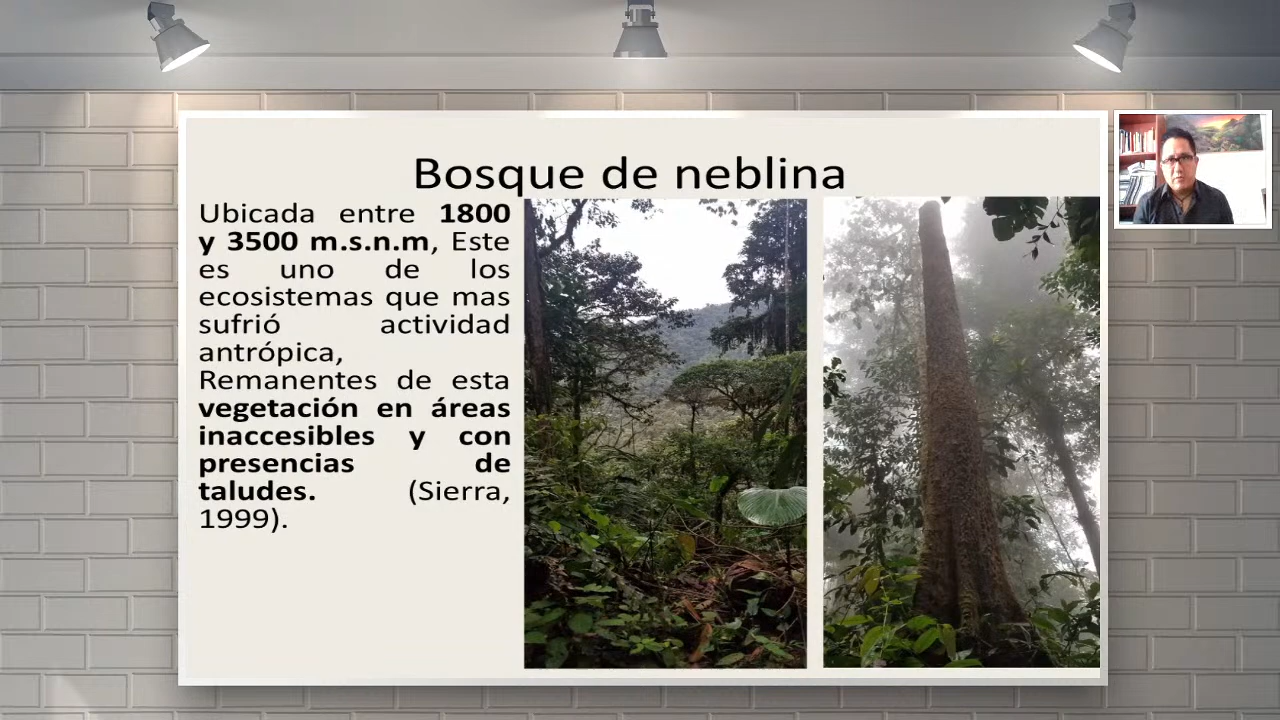 Bosque de neblina
Ubicada entre 1800
y 3500 m.s.n.m, Este
es uno de los
ecosistemas que mas
sufrió actividad
antrópica,
Remanentes de esta
vegetación en áreas
inaccesibles y con
presencias de
taludes. (Sierra,
1999).